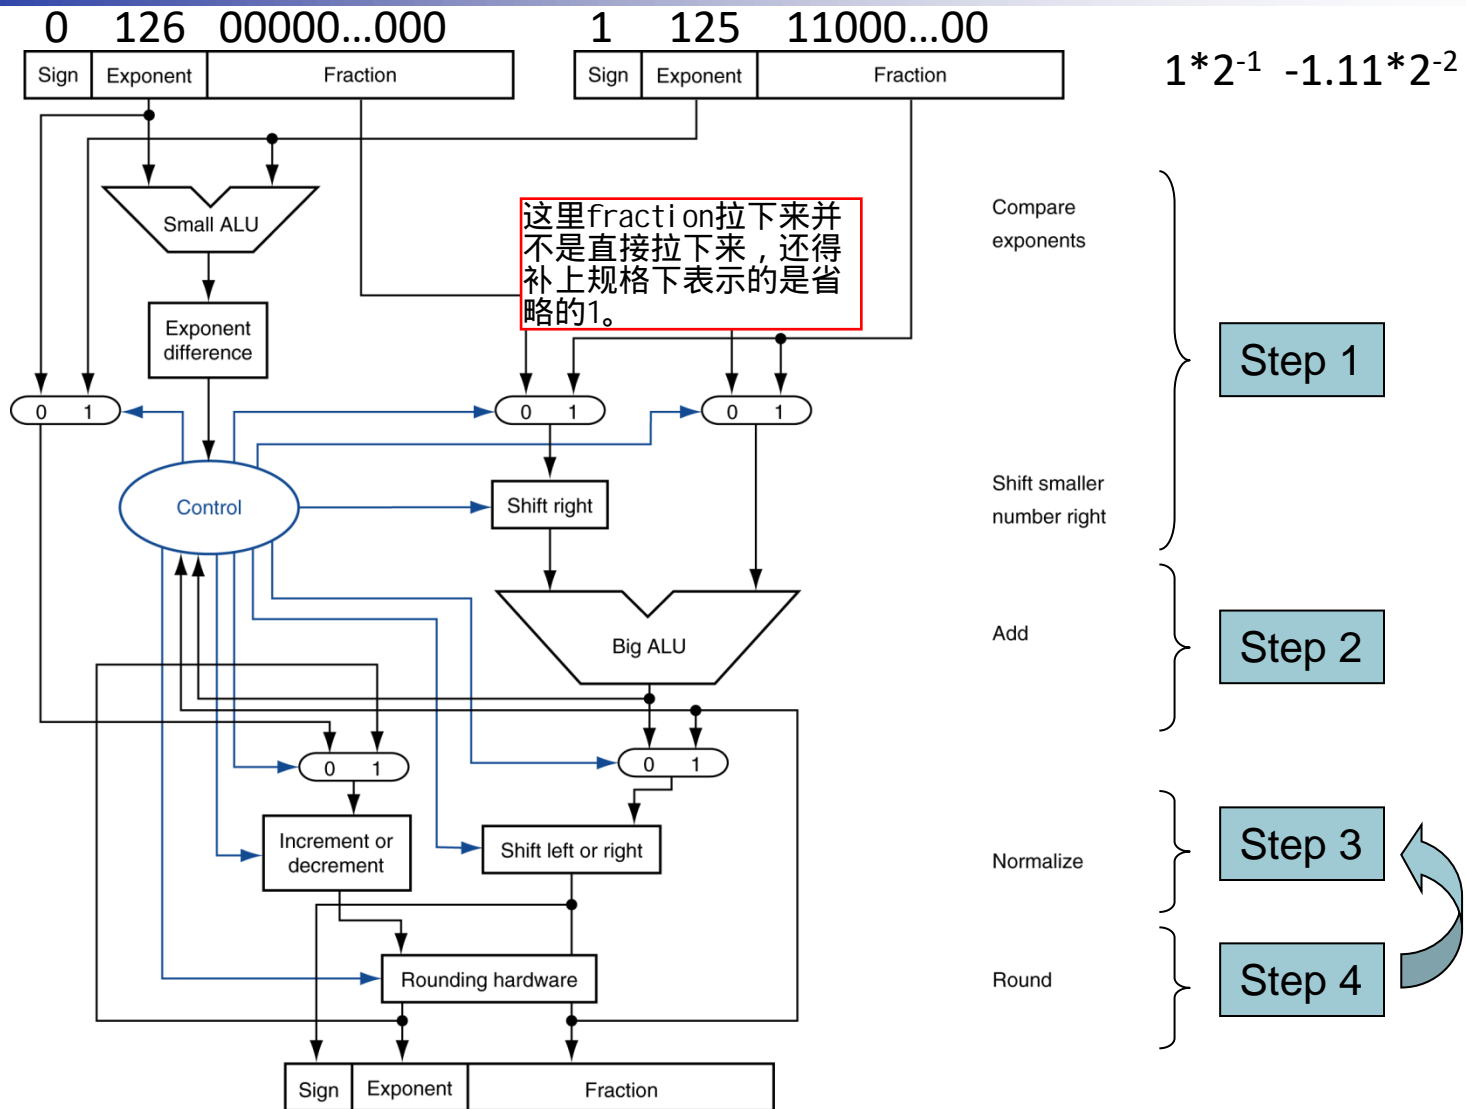 0 126 00000...000 1 125 11000...00
Sign Exponent Fraction Sign Exponent Fraction
1*2-1 -1.11*2-2
Small ALU
这里fraction拉下来并
不是直接拉下来，还得
补上规格下表示的是省
略的1。
Compare
exponents
Exponent
difference
Step 1
0 1 0 1 0 1
Control
Shift right
Shift smaller
number right
Big ALU
Add
Step 2
0 1 0 1
Increment or
decrement
Shift left or right
Normalize
Step 3
Rounding hardware
Round
Step 4
Sign Exponent Fraction